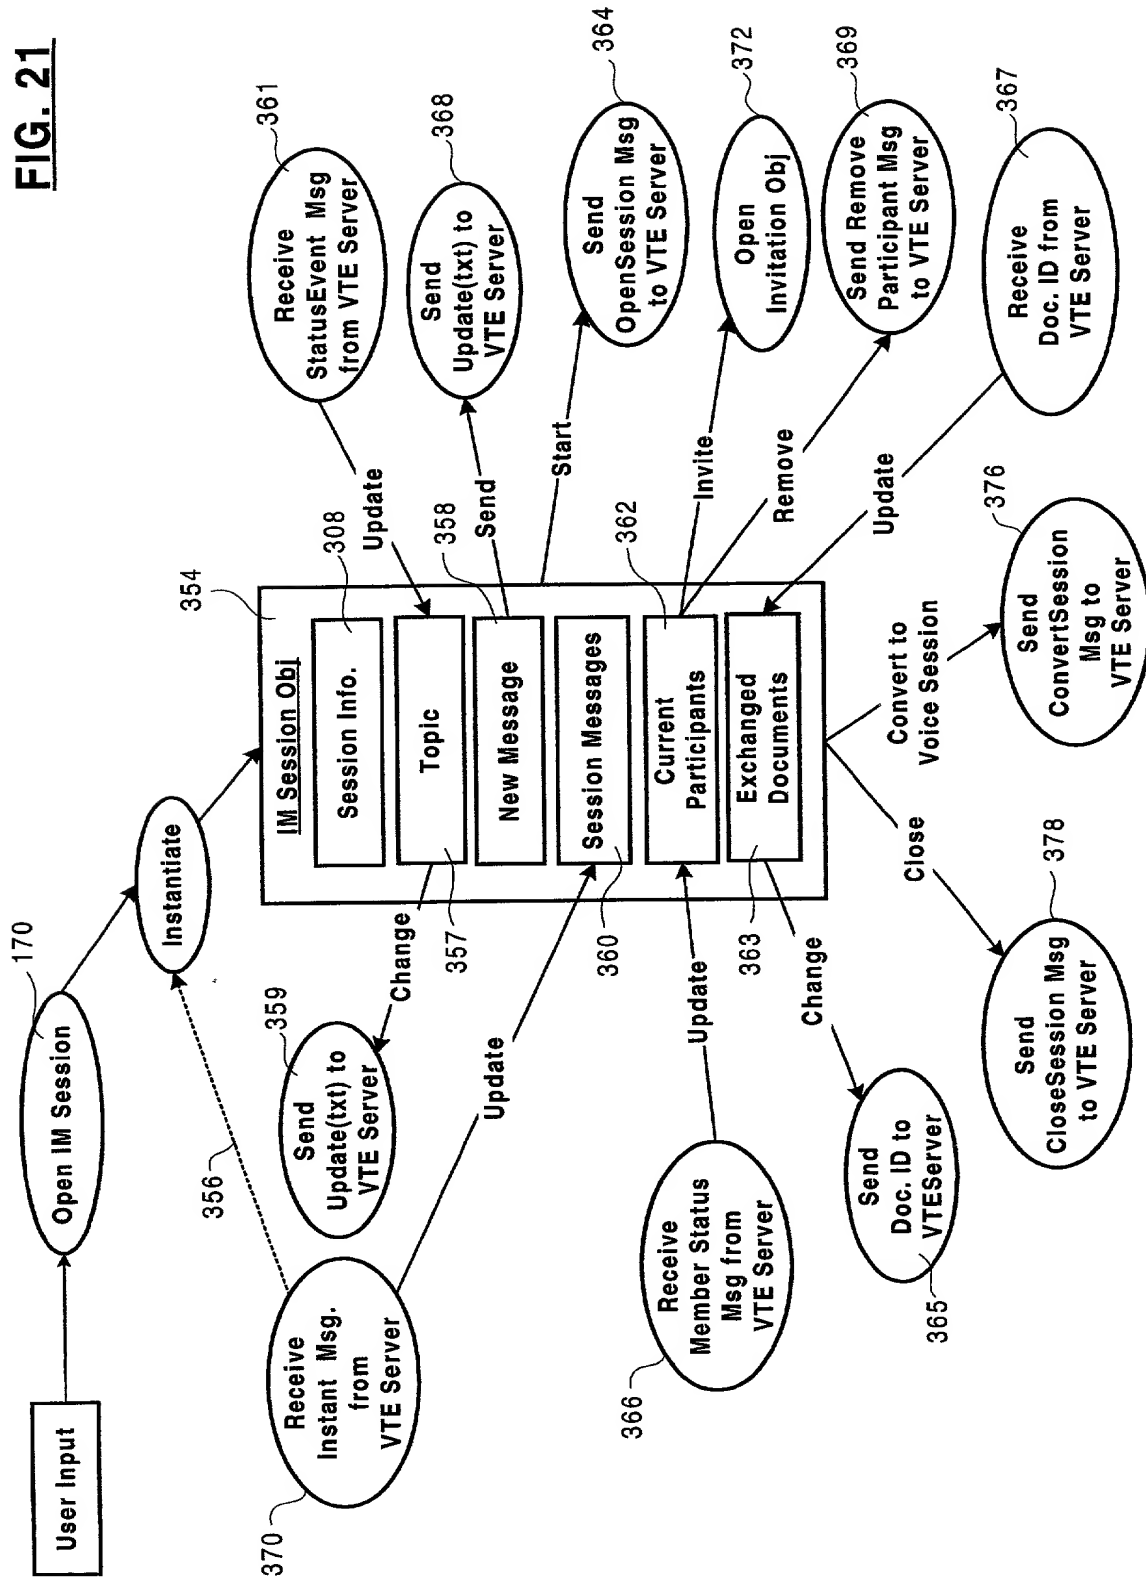 FIG. 21
User Input
170
Open IM Session
Instantiate
356
370
Receive
Instant Msg.
from
VTE Server
359
Send
Update(txt) to
VTE Server
Change
Update
354
IM Session Obj
308
Session Info.
Topic
357
358
New Message
Session Messages
360
362
Current
Participants
Exchanged
Documents
363
361
Receive
StatusEvent Msg
from VTE Server
Update
368
Send
Update(txt) to
VTE Server
Send
364
Send
OpenSession Msg
to VTE Server
Start
372
Open
Invitation Obj
Invite
369
Send Remove
Participant Msg
to VTE Server
Remove
367
Receive
Doc. ID from
VTE Server
Update
366
Receive
Member Status
Msg from
VTE Server
Update
Change
Send
Doc. ID to
VTEServer
365
Convert to
Voice Session
376
Send
ConvertSession
Msg to
VTE Server
Close
378
Send
CloseSession Msg
to VTE Server